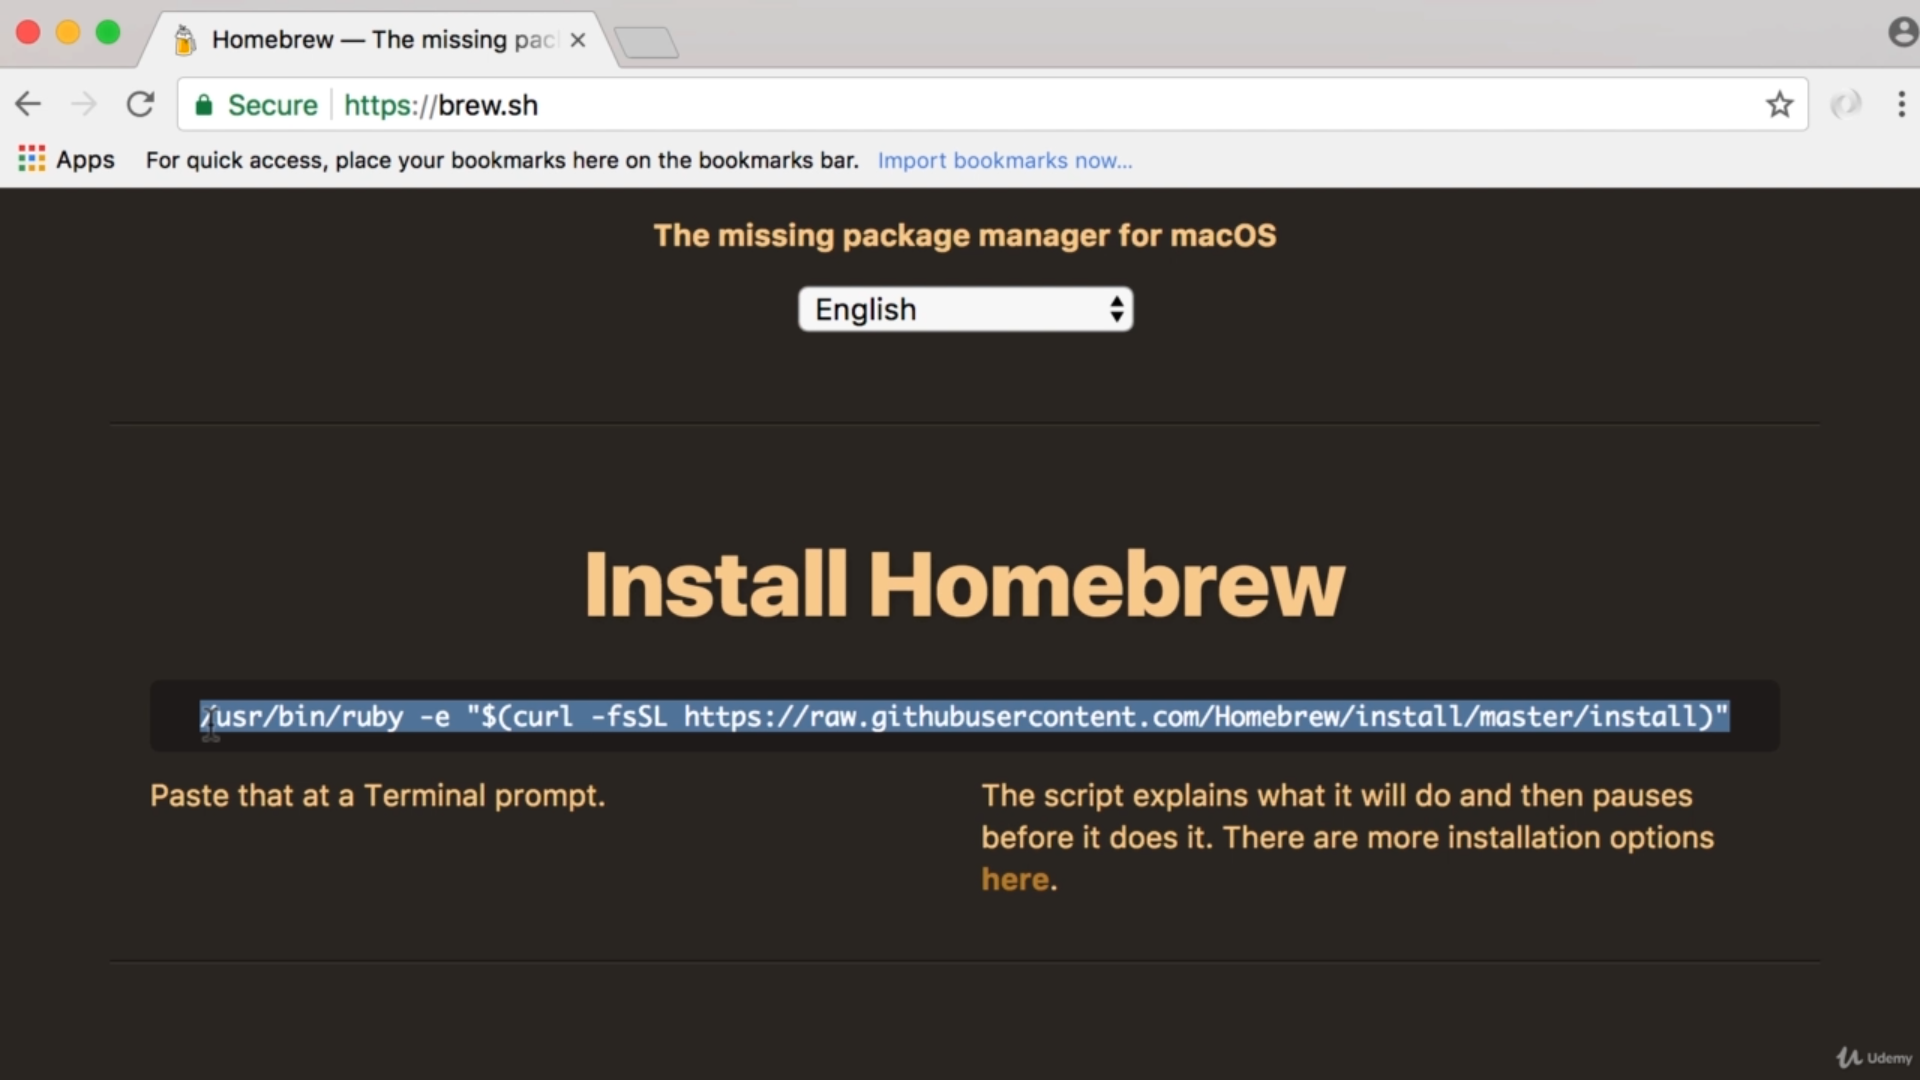 Homebrew — The missing pac
Secure https://brew.sh
Apps For quick access, place your bookmarks here on the bookmarks bar. Import bookmarks now...
The missing package manager for macOS
English
Install Homebrew
/usr/bin/ruby -e "$(curl -fsSL https://raw.githubusercontent.com/Homebrew/install/master/install)"
Paste that at a Terminal prompt.
The script explains what it will do and then pauses
before it does it. There are more installation options
here.
Udemy